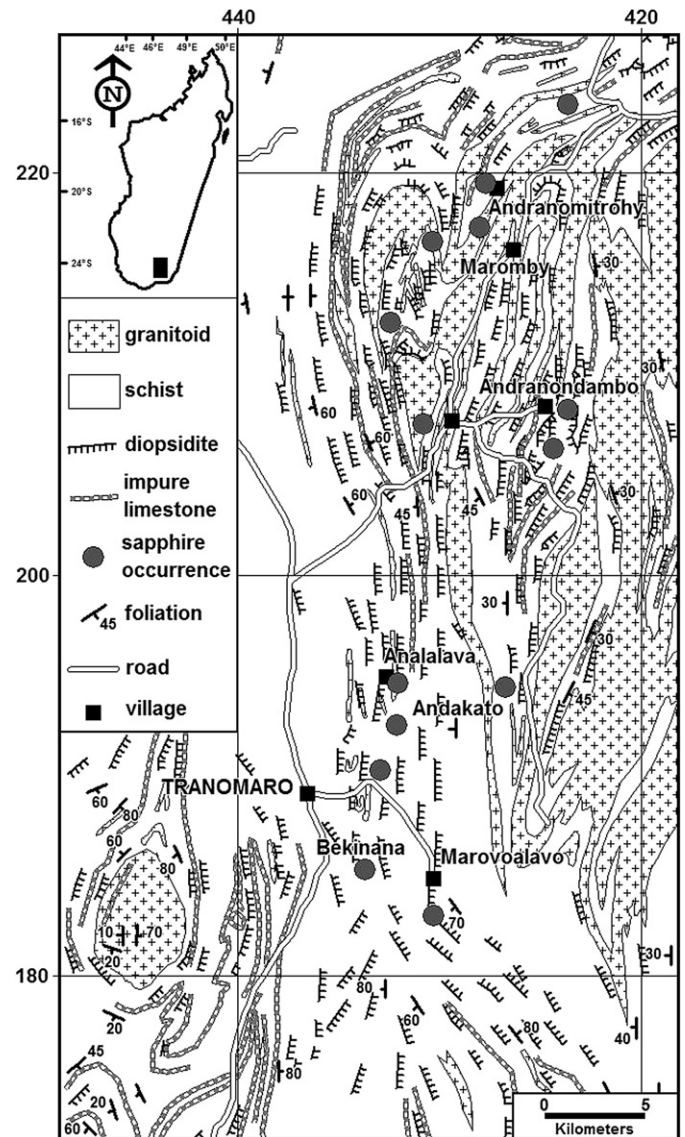 440
420
44°E 46°E 49°E 50°E
N
16°S
20°S
24°S
220
200
180
granitoid
schist
diopsidite
impure
limestone
sapphire
occurrence
45
foliation
road
village
Andranomitrohy
Maromby
30
Andranondambo
30
60
60
60
45
45
30
30
30
45
Analalava
Andakato
TRANOMARO
Bekinana
Marovoalavo
70
60
80
60
80
10
70
20
30
80
60
80
40
20
45
20
60
80
0 5
Kilometers